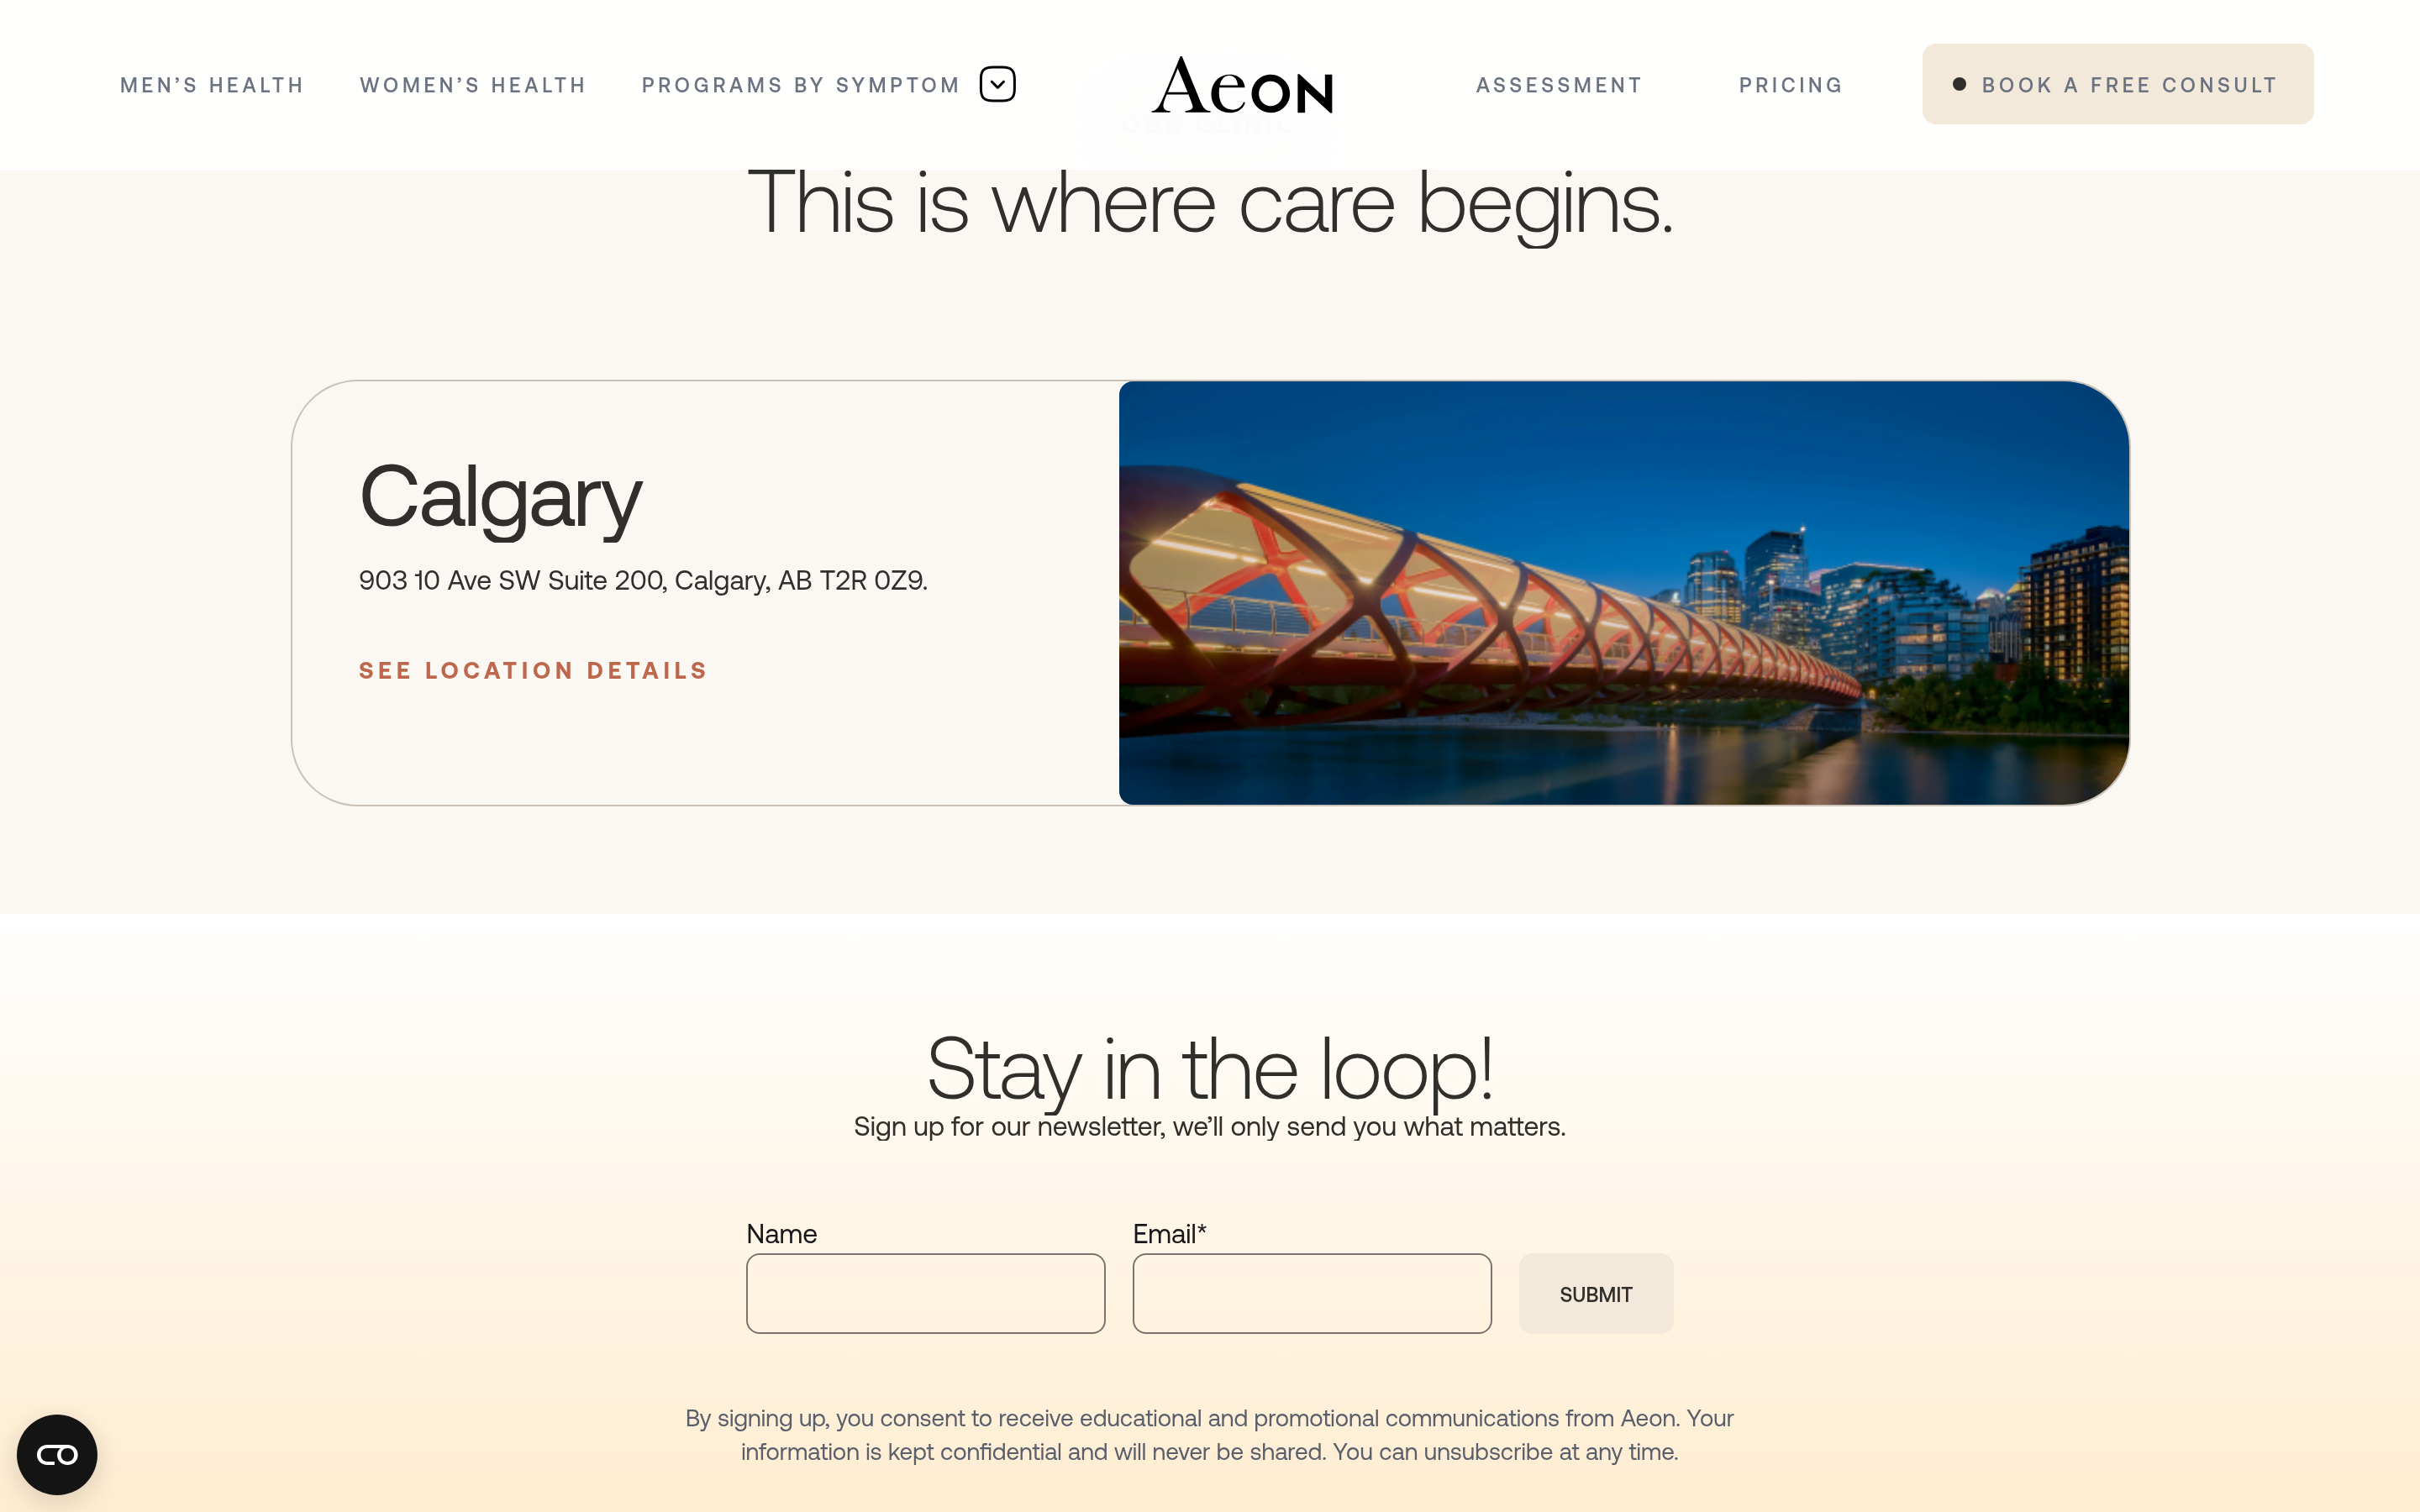 MEN’S HEALTH
WOMEN’S HEALTH
PROGRAMS BY SYMPTOM
Aeon
ASSESSMENT
PRICING
BOOK A FREE CONSULT
OUR CLINIC
This is where care begins.
Calgary
903 10 Ave SW Suite 200, Calgary, AB T2R 0Z9.
SEE LOCATION DETAILS
Stay in the loop!
Sign up for our newsletter, we’ll only send you what matters.
Name
Email*
SUBMIT
By signing up, you consent to receive educational and promotional communications from Aeon. Your
information is kept confidential and will never be shared. You can unsubscribe at any time.